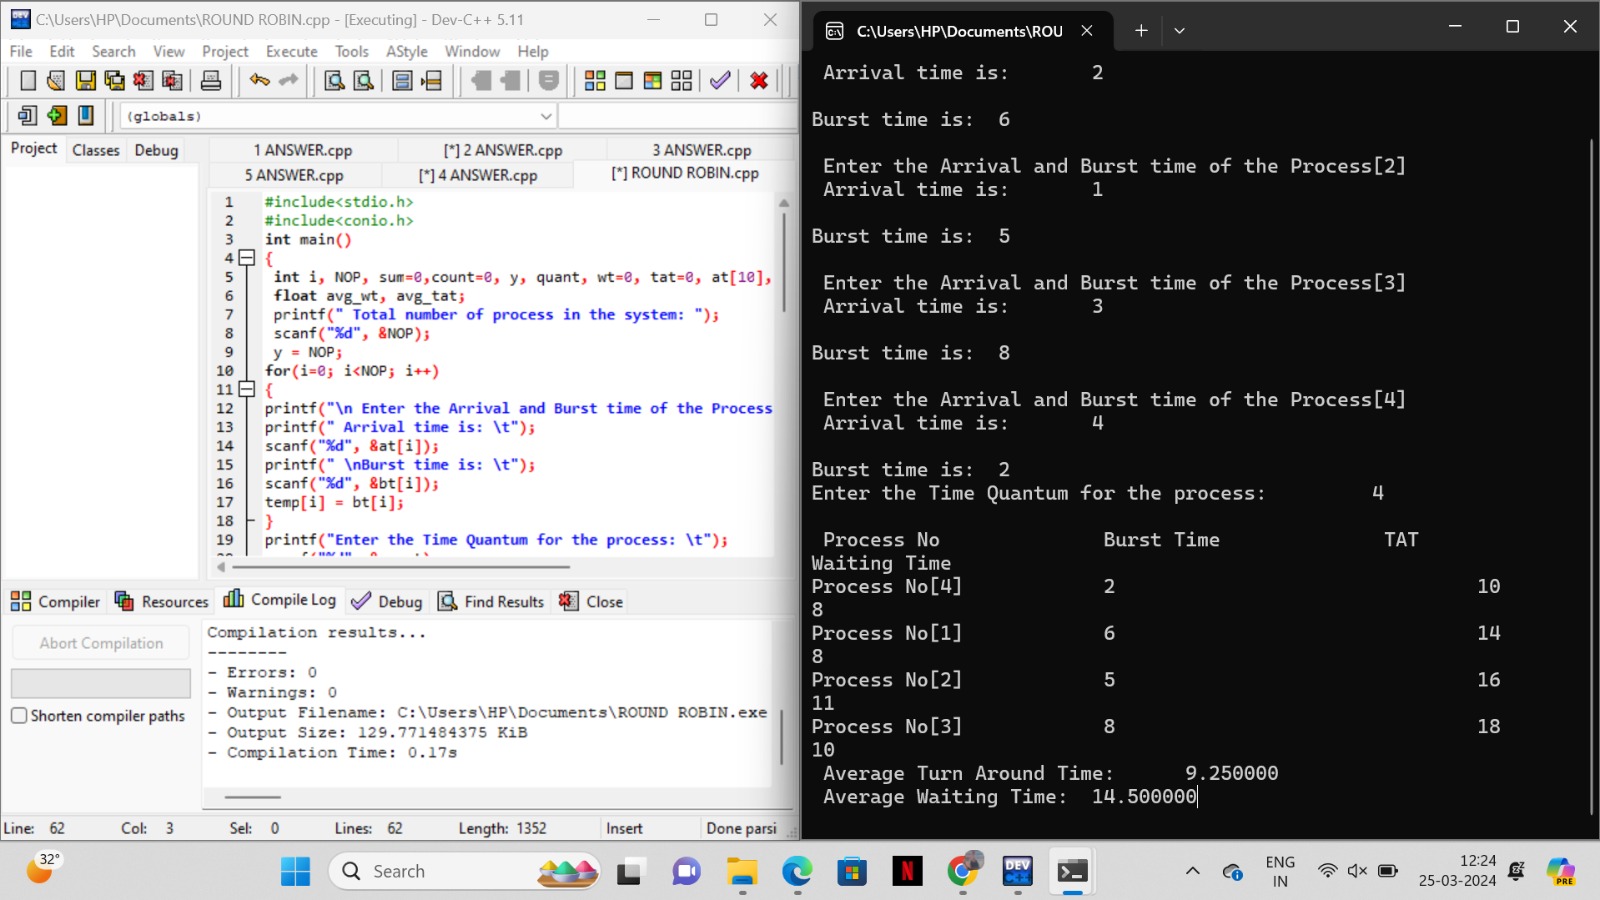 C:\Users\HP\Documents\ROUND ROBIN.cpp - [Executing] - Dev-C++ 5.11
File Edit Search View Project Execute Tools AStyle Window Help
(globals)
Project Classes Debug
1 ANSWER.cpp [*] 2 ANSWER.cpp 3 ANSWER.cpp
5 ANSWER.cpp [*] 4 ANSWER.cpp [*] ROUND ROBIN.cpp
1 #include<stdio.h>
2 #include<conio.h>
3 int main()
4 {
5 int i, NOP, sum=0,count=0, y, quant, wt=0, tat=0, at[10],
6 float avg_wt, avg_tat;
7 printf(" Total number of process in the system: ");
8 scanf("%d", &NOP);
9 y = NOP;
10 for(i=0; i<NOP; i++)
11 {
12 printf("\n Enter the Arrival and Burst time of the Process
13 printf(" Arrival time is: \t");
14 scanf("%d", &at[i]);
15 printf(" \nBurst time is: \t");
16 scanf("%d", &bt[i]);
17 temp[i] = bt[i];
18 }
19 printf("Enter the Time Quantum for the process: \t");
Compiler Resources Compile Log Debug Find Results Close
Abort Compilation
Shorten compiler paths
Compilation results...
--------
- Errors: 0
- Warnings: 0
- Output Filename: C:\Users\HP\Documents\ROUND ROBIN.exe
- Output Size: 129.771484375 KiB
- Compilation Time: 0.17s
Line: 62 Col: 3 Sel: 0 Lines: 62 Length: 1352 Insert Done parsi
C:\Users\HP\Documents\ROU
Arrival time is: 2
Burst time is: 6
Enter the Arrival and Burst time of the Process[2]
Arrival time is: 1
Burst time is: 5
Enter the Arrival and Burst time of the Process[3]
Arrival time is: 3
Burst time is: 8
Enter the Arrival and Burst time of the Process[4]
Arrival time is: 4
Burst time is: 2
Enter the Time Quantum for the process: 4
Process No Burst Time TAT
Waiting Time
Process No[4] 2 10
8
Process No[1] 6 14
8
Process No[2] 5 16
11
Process No[3] 8 18
10
Average Turn Around Time: 9.250000
Average Waiting Time: 14.500000
32°
Search
DEV
ENG
IN
12:24
25-03-2024
PRE